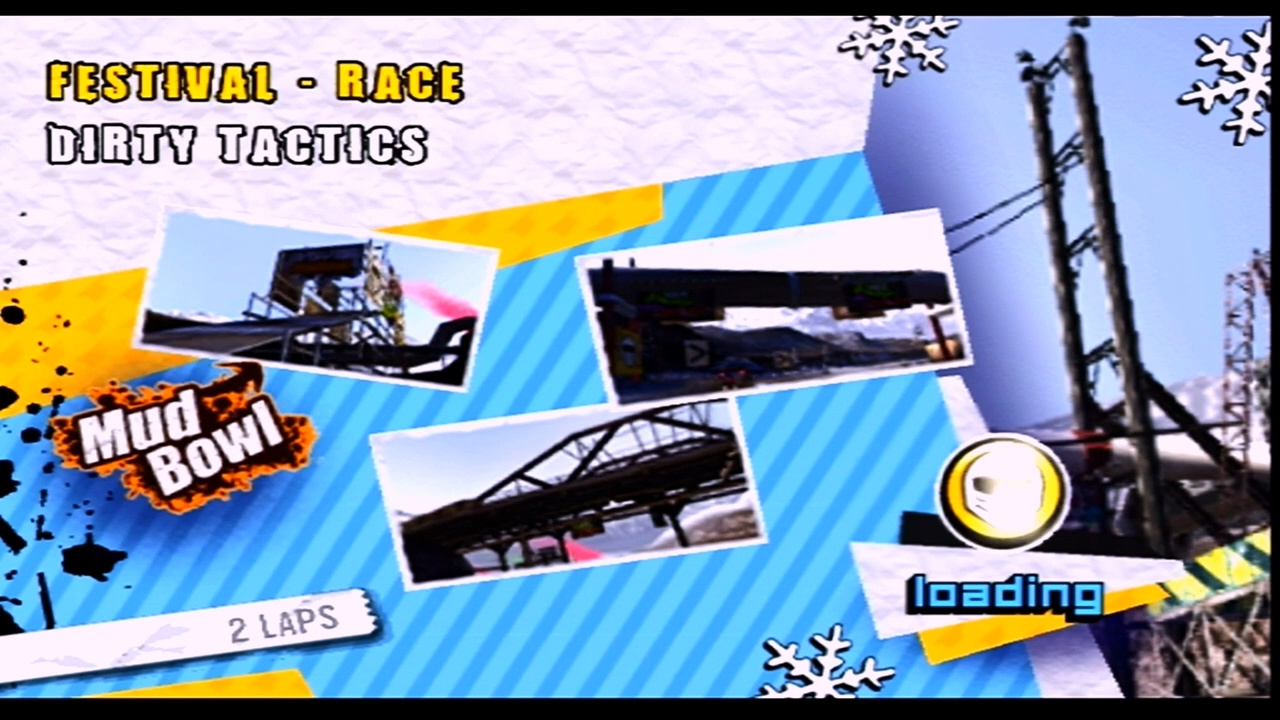 FESTIVAL - RACE
DIRTY TACTICS
Mud
Bowl
2 LAPS
loading